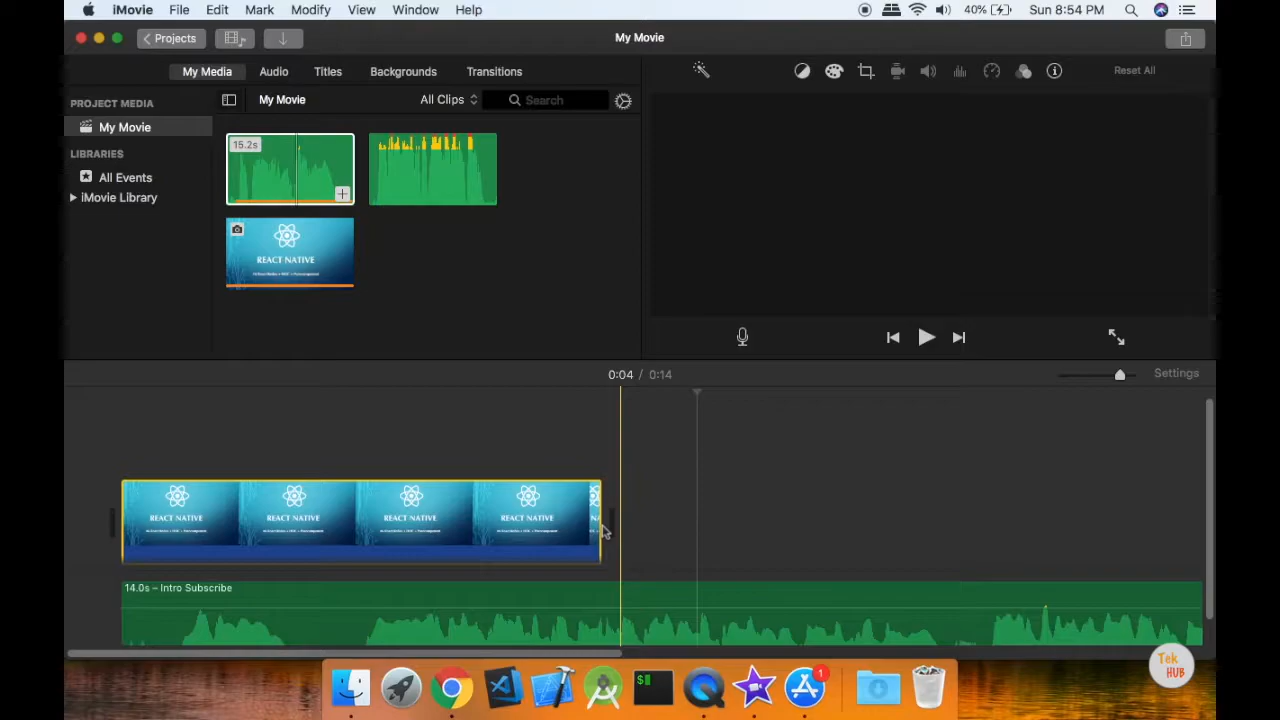 iMovie File Edit Mark Modify View Window Help 40% Sun 8:54 PM
Projects My Movie
My Media Audio Titles Backgrounds Transitions Reset All
PROJECT MEDIA My Movie All Clips Search
My Movie
LIBRARIES
All Events
iMovie Library
15.2s
REACT NATIVE
0:04 / 0:14 Settings
REACT NATIVE REACT NATIVE REACT NATIVE REACT NATIVE
14.0s – Intro Subscribe
$
1
Tek
HUB